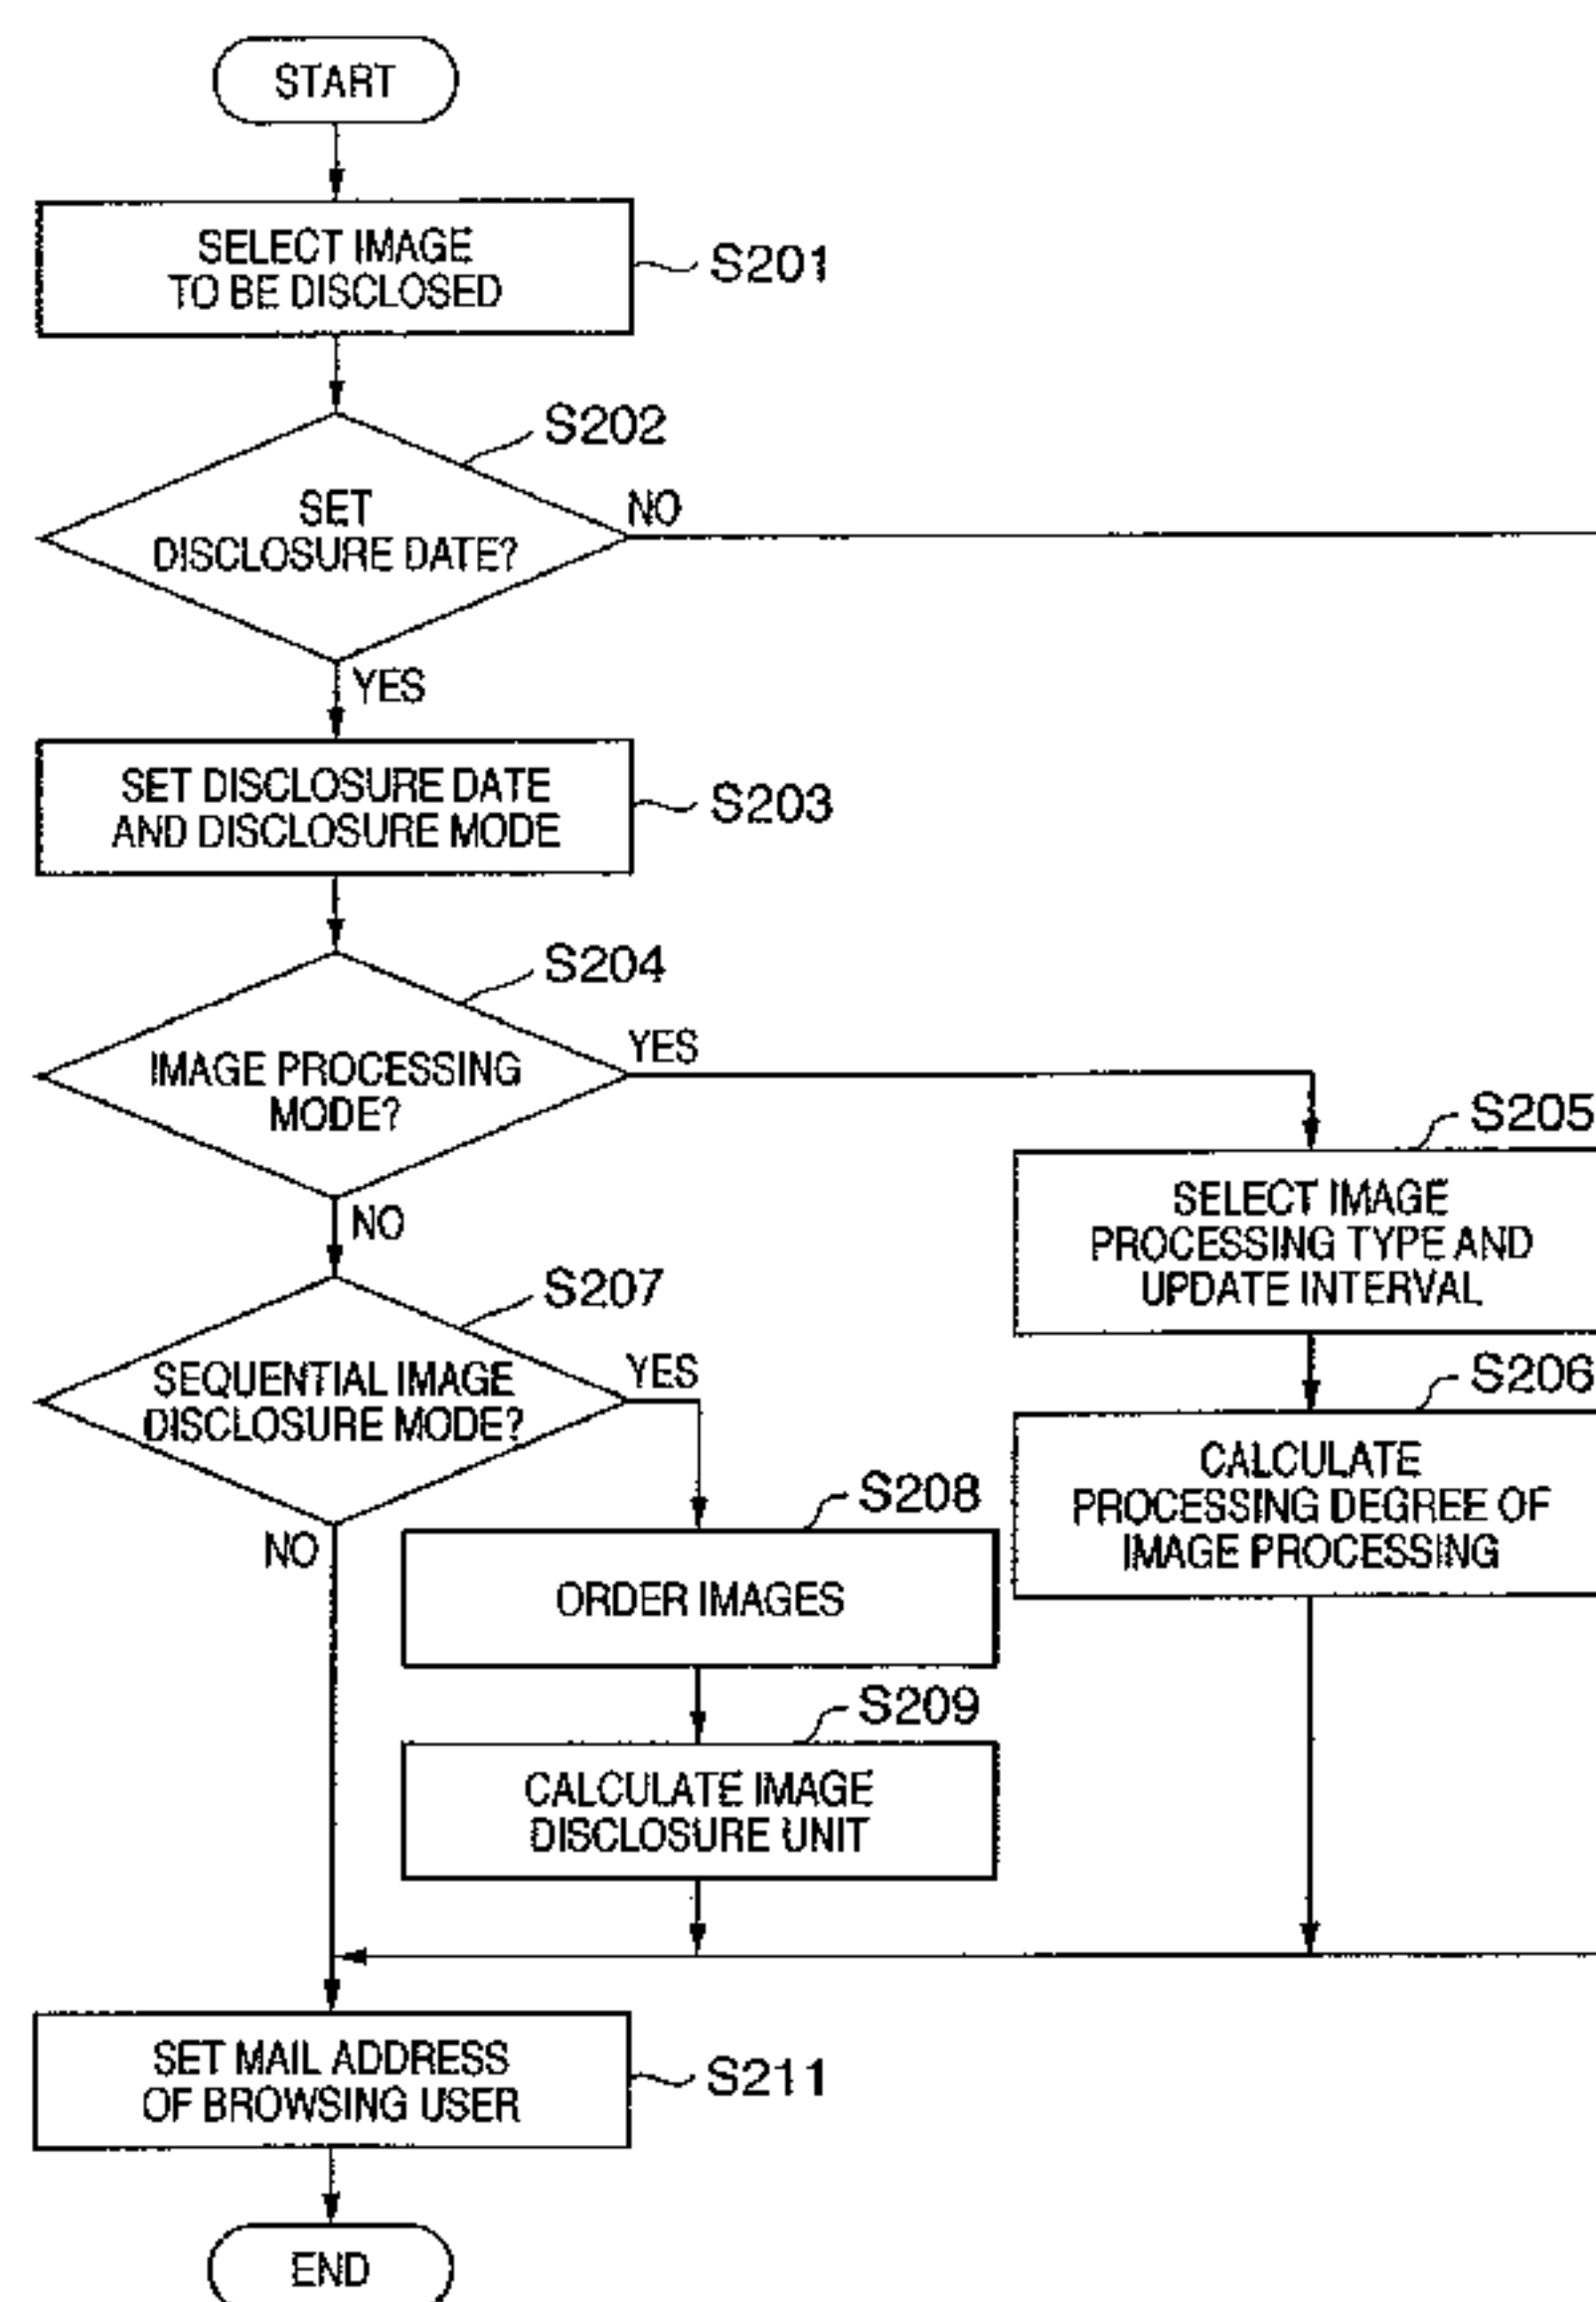 START
SELECT IMAGE
TO BE DISCLOSED
S201
S202
SET
DISCLOSURE DATE?
NO
YES
SET DISCLOSURE DATE
AND DISCLOSURE MODE
S203
S204
IMAGE PROCESSING
MODE?
YES
NO
S205
SELECT IMAGE
PROCESSING TYPE AND
UPDATE INTERVAL
S206
CALCULATE
PROCESSING DEGREE OF
IMAGE PROCESSING
S207
SEQUENTIAL IMAGE
DISCLOSURE MODE?
YES
NO
S208
ORDER IMAGES
S209
CALCULATE IMAGE
DISCLOSURE UNIT
SET MAIL ADDRESS
OF BROWSING USER
S211
END